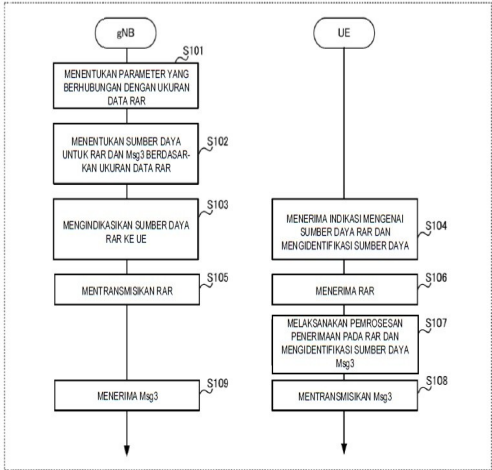 gNB
UE
S101
MENENTUKAN PARAMETER YANG
BERHUBUNGAN DENGAN UKURAN
DATA RAR
S102
MENENTUKAN SUMBER DAYA
UNTUK RAR DAN Msg3 BERDASAR-
KAN UKURAN DATA RAR
S103
MENGINDIKASIKAN SUMBER DAYA
RAR KE UE
S104
MENERIMA INDIKASI MENGENAI
SUMBER DAYA RAR DAN
MENGIDENTIFIKASI SUMBER DAYA
S105
MENTRANSMISIKAN RAR
S106
MENERIMA RAR
S107
MELAKSANAKAN PEMROSESAN
PENERIMAAN PADA RAR DAN
MENGIDENTIFIKASI SUMBER DAYA
Msg3
S108
MENTRANSMISIKAN Msg3
S109
MENERIMA Msg3